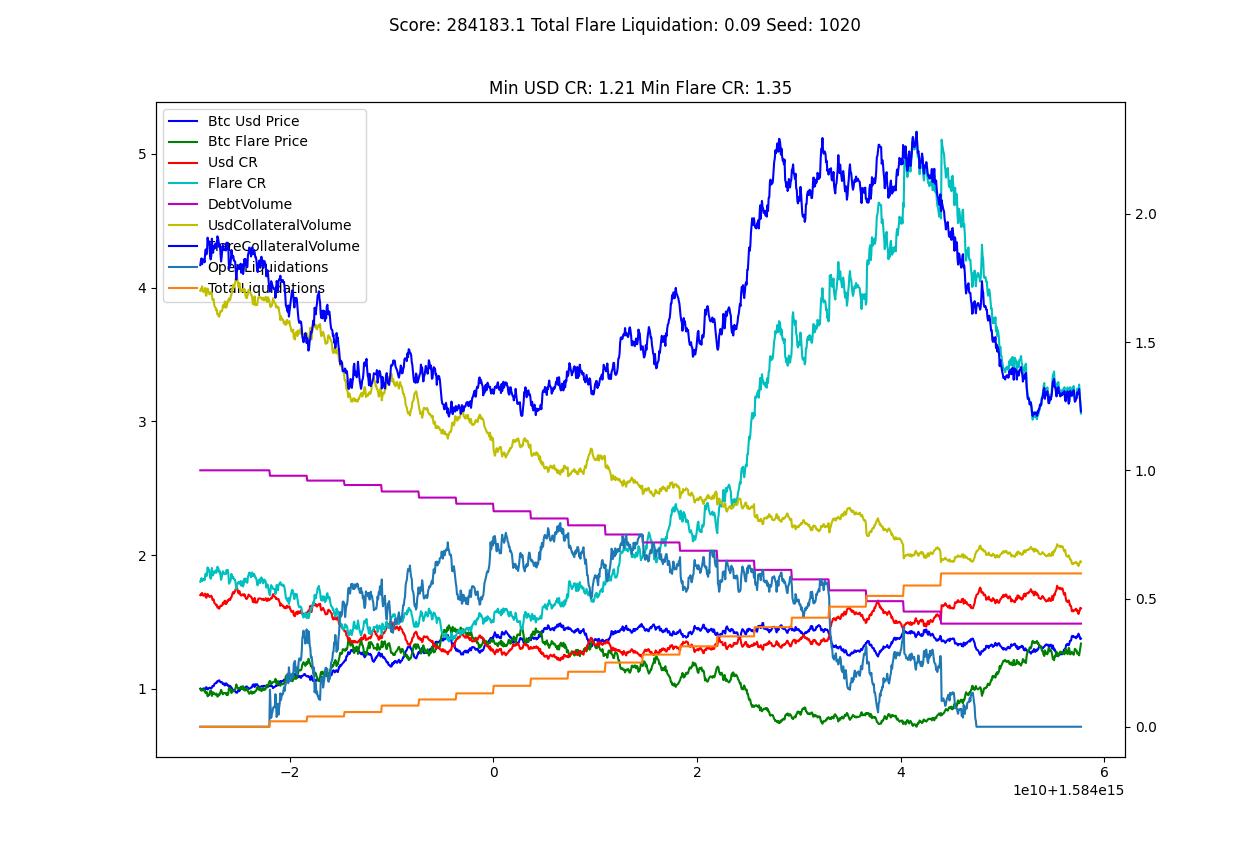 Score: 284183.1 Total Flare Liquidation: 0.09 Seed: 1020
Min USD CR: 1.21 Min Flare CR: 1.35
Btc Usd Price
Btc Flare Price
Usd CR
Flare CR
DebtVolume
UsdCollateralVolume
FlareCollateralVolume
OpenLiquidations
TotalLiquidations
5
4
3
2
1
2.0
1.5
1.0
0.5
0.0
−2
0
2
4
6
1e10+1.584e15